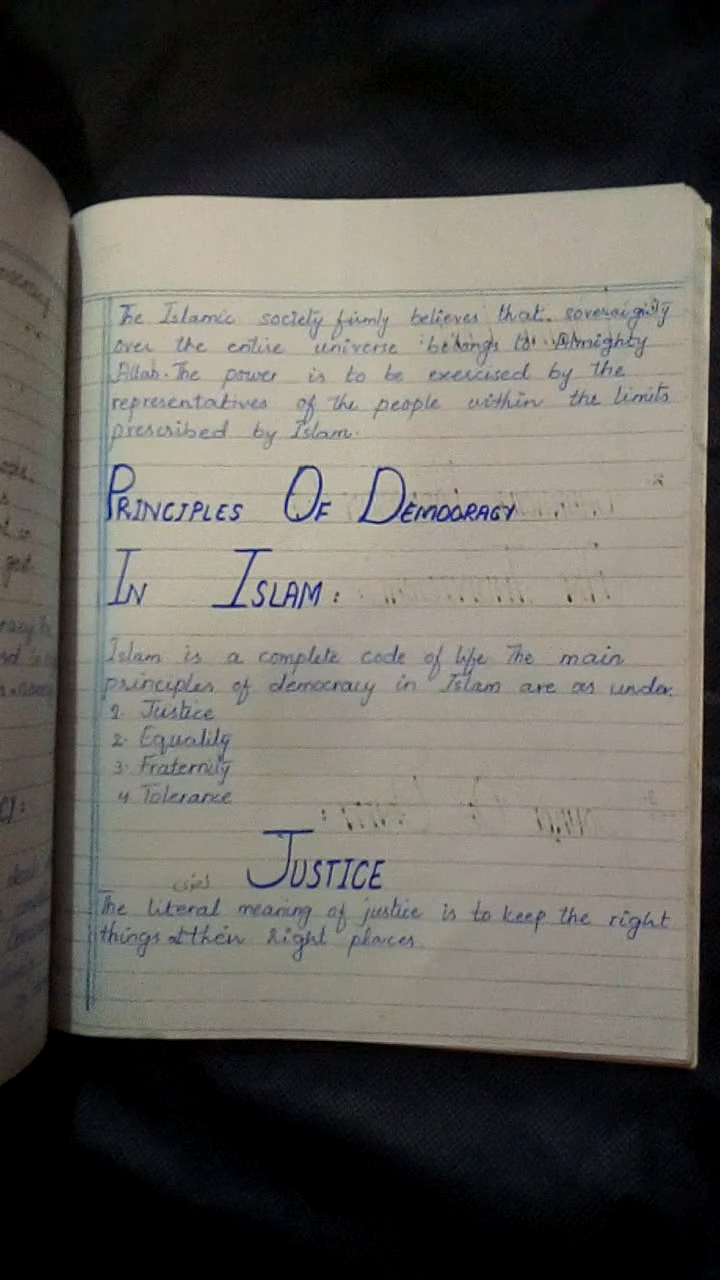 The Islamic society firmly believes that sovereignity
over the entire universe belongs to Almighty
Allah. The power is to be exercised by the
representatives of the people within the limits
prescribed by Islam.
PRINCIPLES OF DEMOCRACY
IN ISLAM:
Islam is a complete code of life. The main
principles of democracy in Islam are as under
1. Justice
2. Equality
3. Fraternity
4 Tolerance
JUSTICE
لغوی
The literal meaning of justice is to keep the right
things at their Right places.